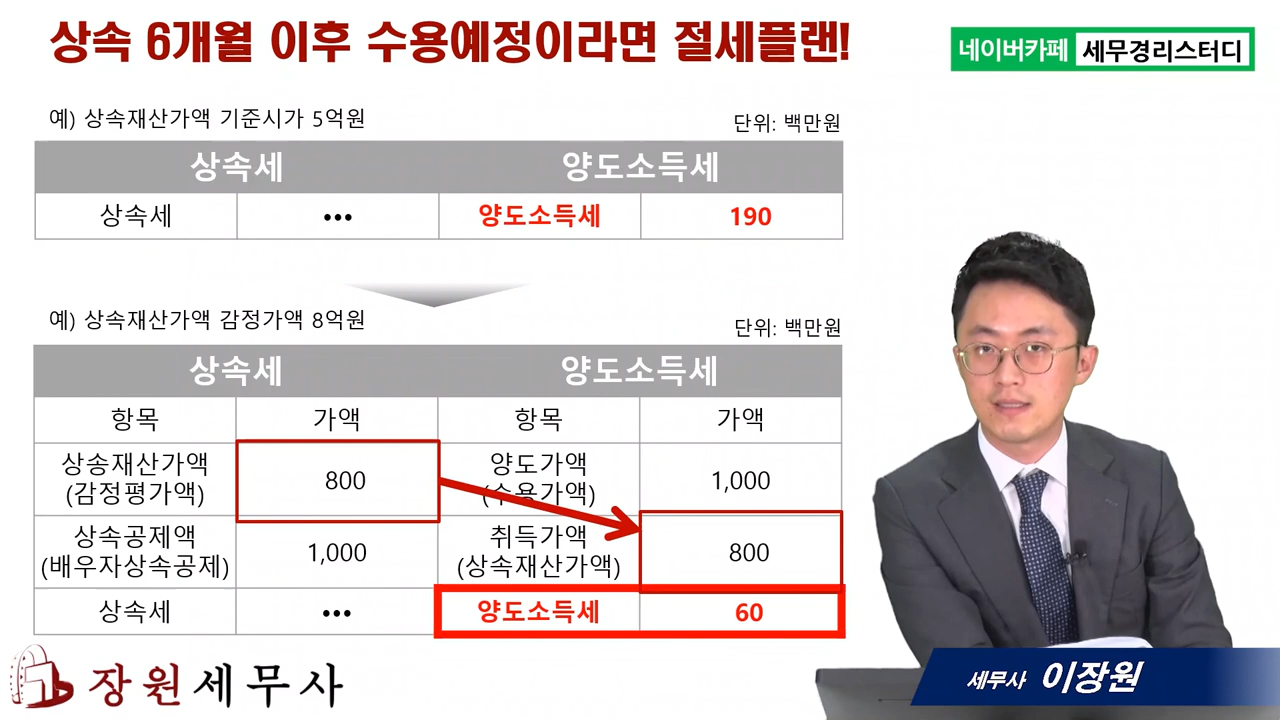 상속 6개월 이후 수용예정이라면 절세플랜!
네이버카페 세무경리스터디
예) 상속재산가액 기준시가 5억원
단위: 백만원
상속세 양도소득세
상속세 ••• 양도소득세 190
예) 상속재산가액 감정가액 8억원
단위: 백만원
상속세 양도소득세
항목 가액 항목 가액
상송재산가액
(감정평가액)
800
양도가액
(수용가액)
1,000
상속공제액
(배우자상속공제)
1,000
취득가액
(상속재산가액)
800
상속세 ••• 양도소득세 60
장원세무사
세무사 이장원